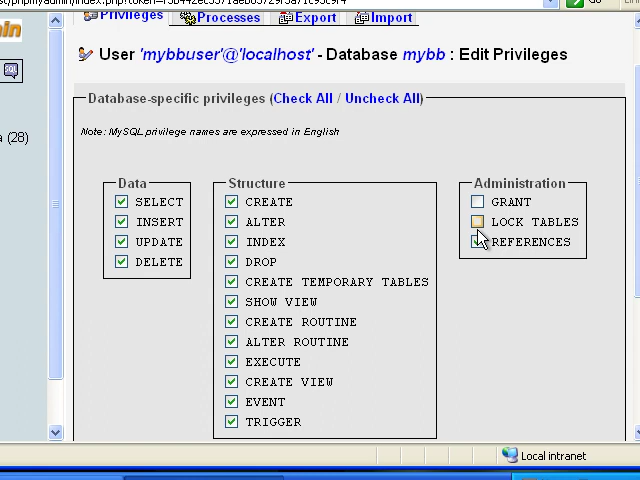 Privileges Processes Export Import
User 'mybbuser'@'localhost' - Database mybb : Edit Privileges
SQL
Database-specific privileges (Check All / Uncheck All)
(28)
Note: MySQL privilege names are expressed in English
Data
SELECT
INSERT
UPDATE
DELETE
Structure
CREATE
ALTER
INDEX
DROP
CREATE TEMPORARY TABLES
SHOW VIEW
CREATE ROUTINE
ALTER ROUTINE
EXECUTE
CREATE VIEW
EVENT
TRIGGER
Administration
GRANT
LOCK TABLES
REFERENCES
Local intranet